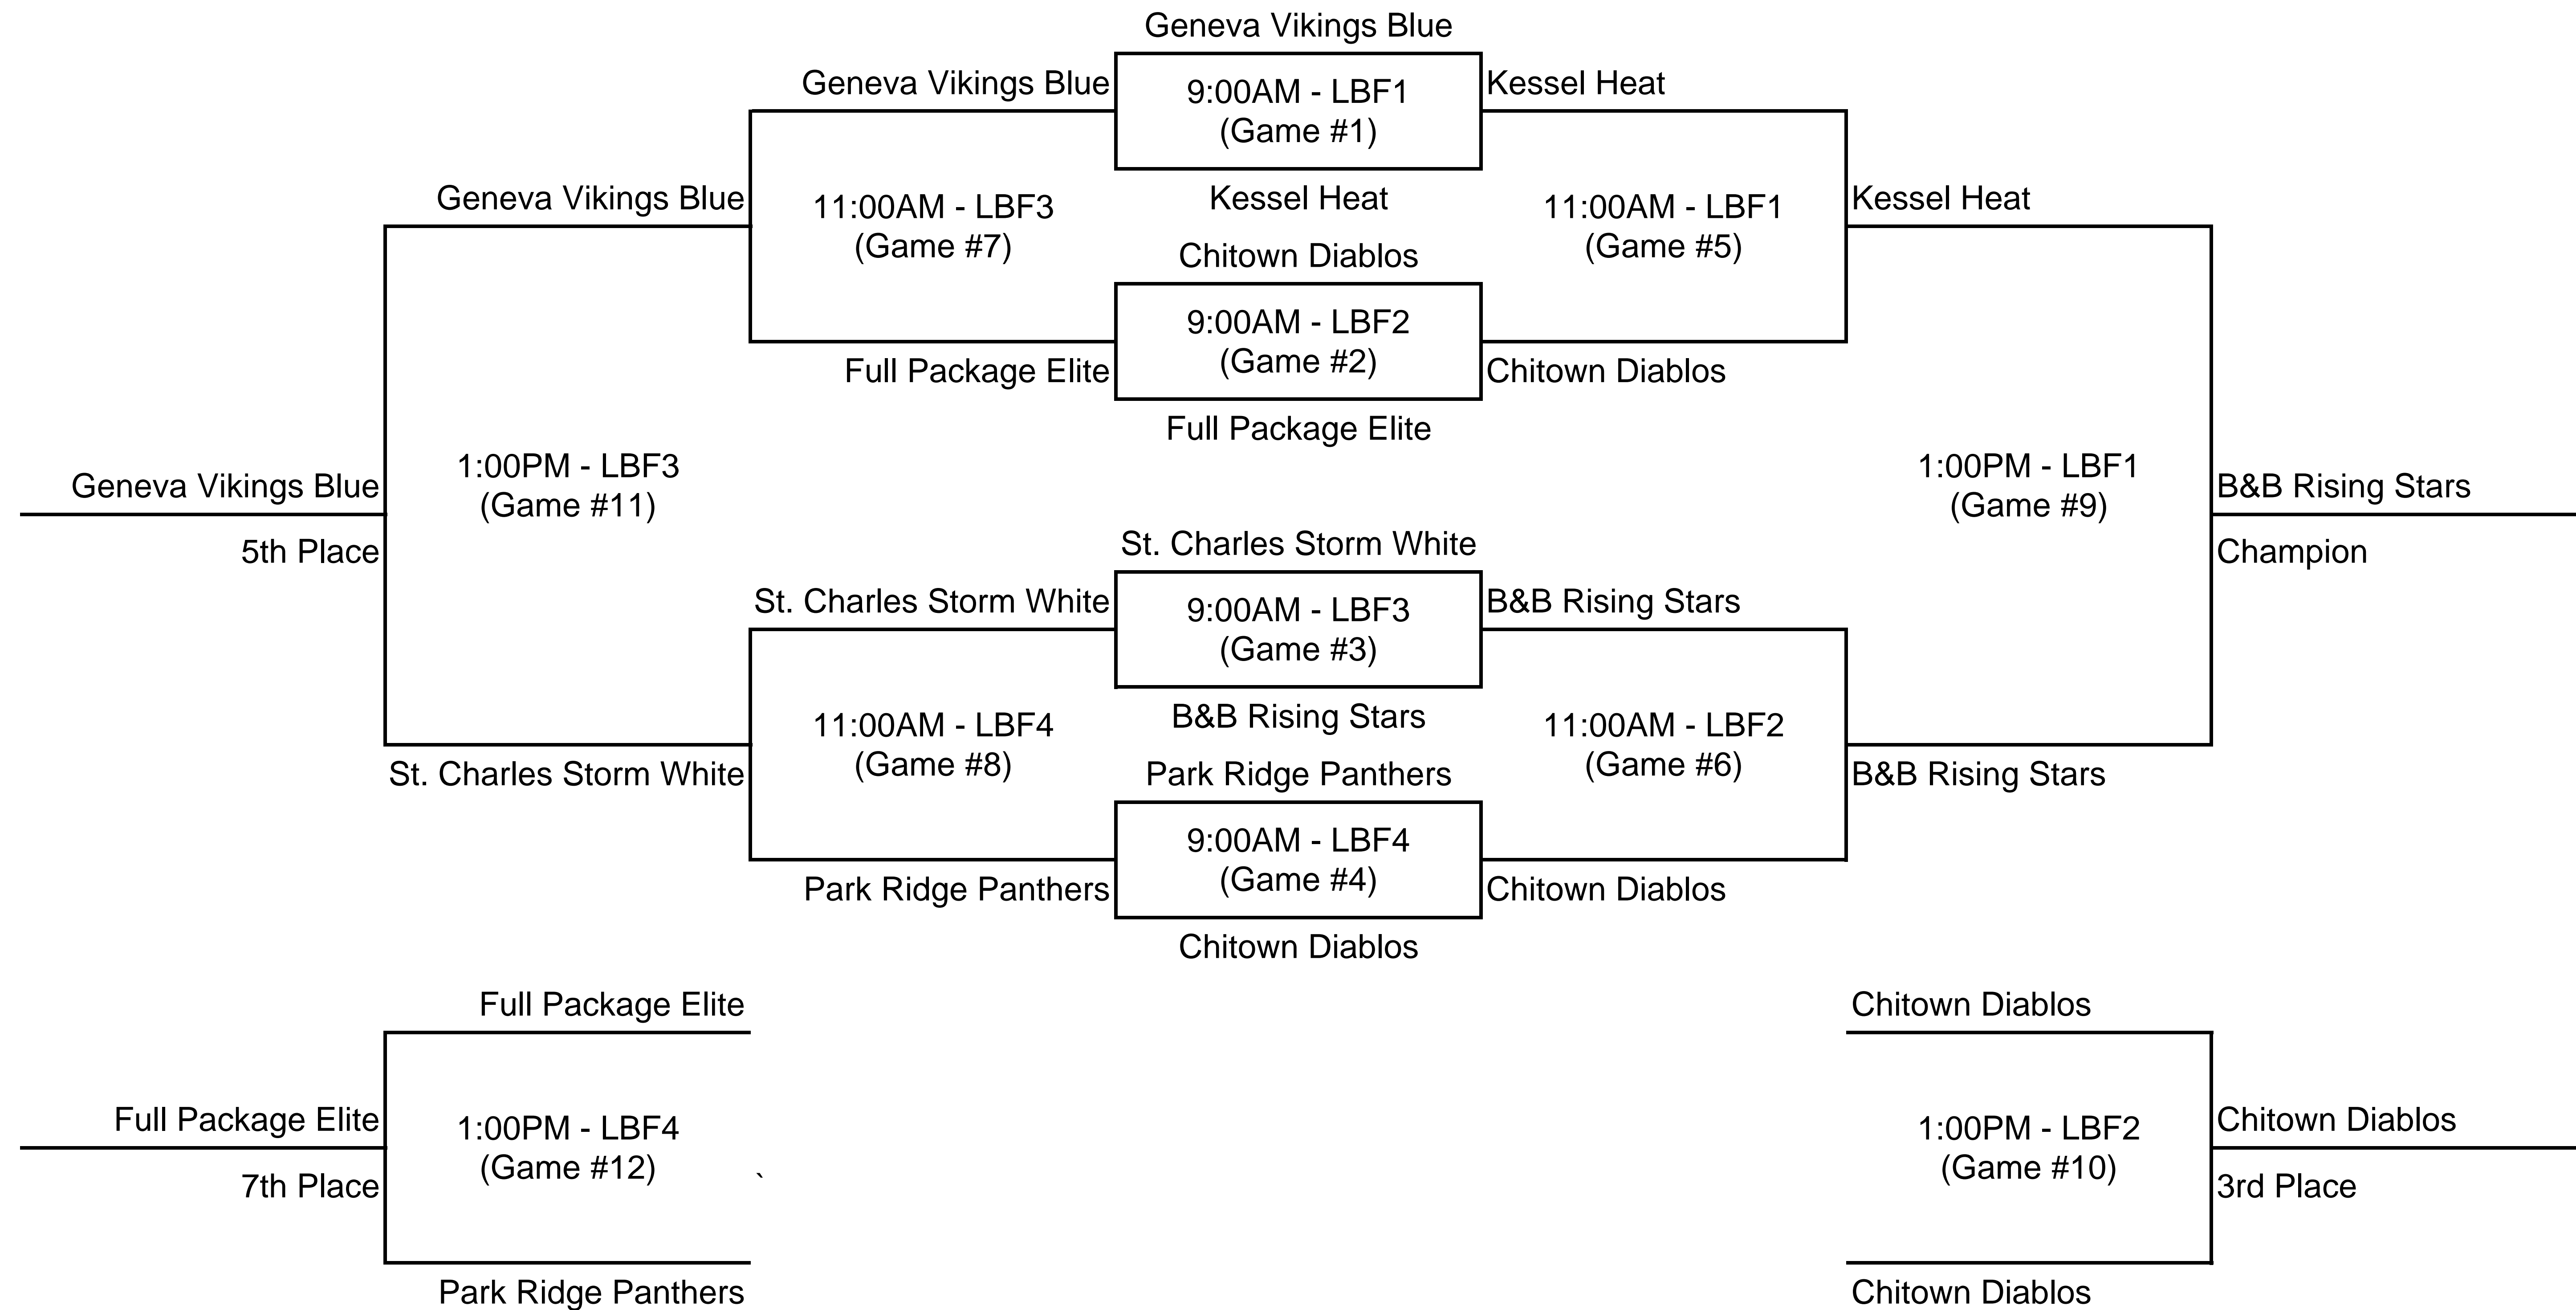 Geneva Vikings Blue
Geneva Vikings Blue
9:00AM - LBF1
(Game #1)
Kessel Heat
Geneva Vikings Blue
11:00AM - LBF3
(Game #7)
Kessel Heat
11:00AM - LBF1
(Game #5)
Kessel Heat
Chitown Diablos
9:00AM - LBF2
(Game #2)
Full Package Elite
Chitown Diablos
Full Package Elite
Geneva Vikings Blue
5th Place
1:00PM - LBF3
(Game #11)
1:00PM - LBF1
(Game #9)
B&B Rising Stars
Champion
St. Charles Storm White
St. Charles Storm White
9:00AM - LBF3
(Game #3)
B&B Rising Stars
St. Charles Storm White
11:00AM - LBF4
(Game #8)
B&B Rising Stars
11:00AM - LBF2
(Game #6)
B&B Rising Stars
Park Ridge Panthers
Park Ridge Panthers
9:00AM - LBF4
(Game #4)
Chitown Diablos
Chitown Diablos
Full Package Elite
Full Package Elite
7th Place
1:00PM - LBF4
(Game #12)
`
Park Ridge Panthers
Chitown Diablos
1:00PM - LBF2
(Game #10)
Chitown Diablos
3rd Place
Chitown Diablos